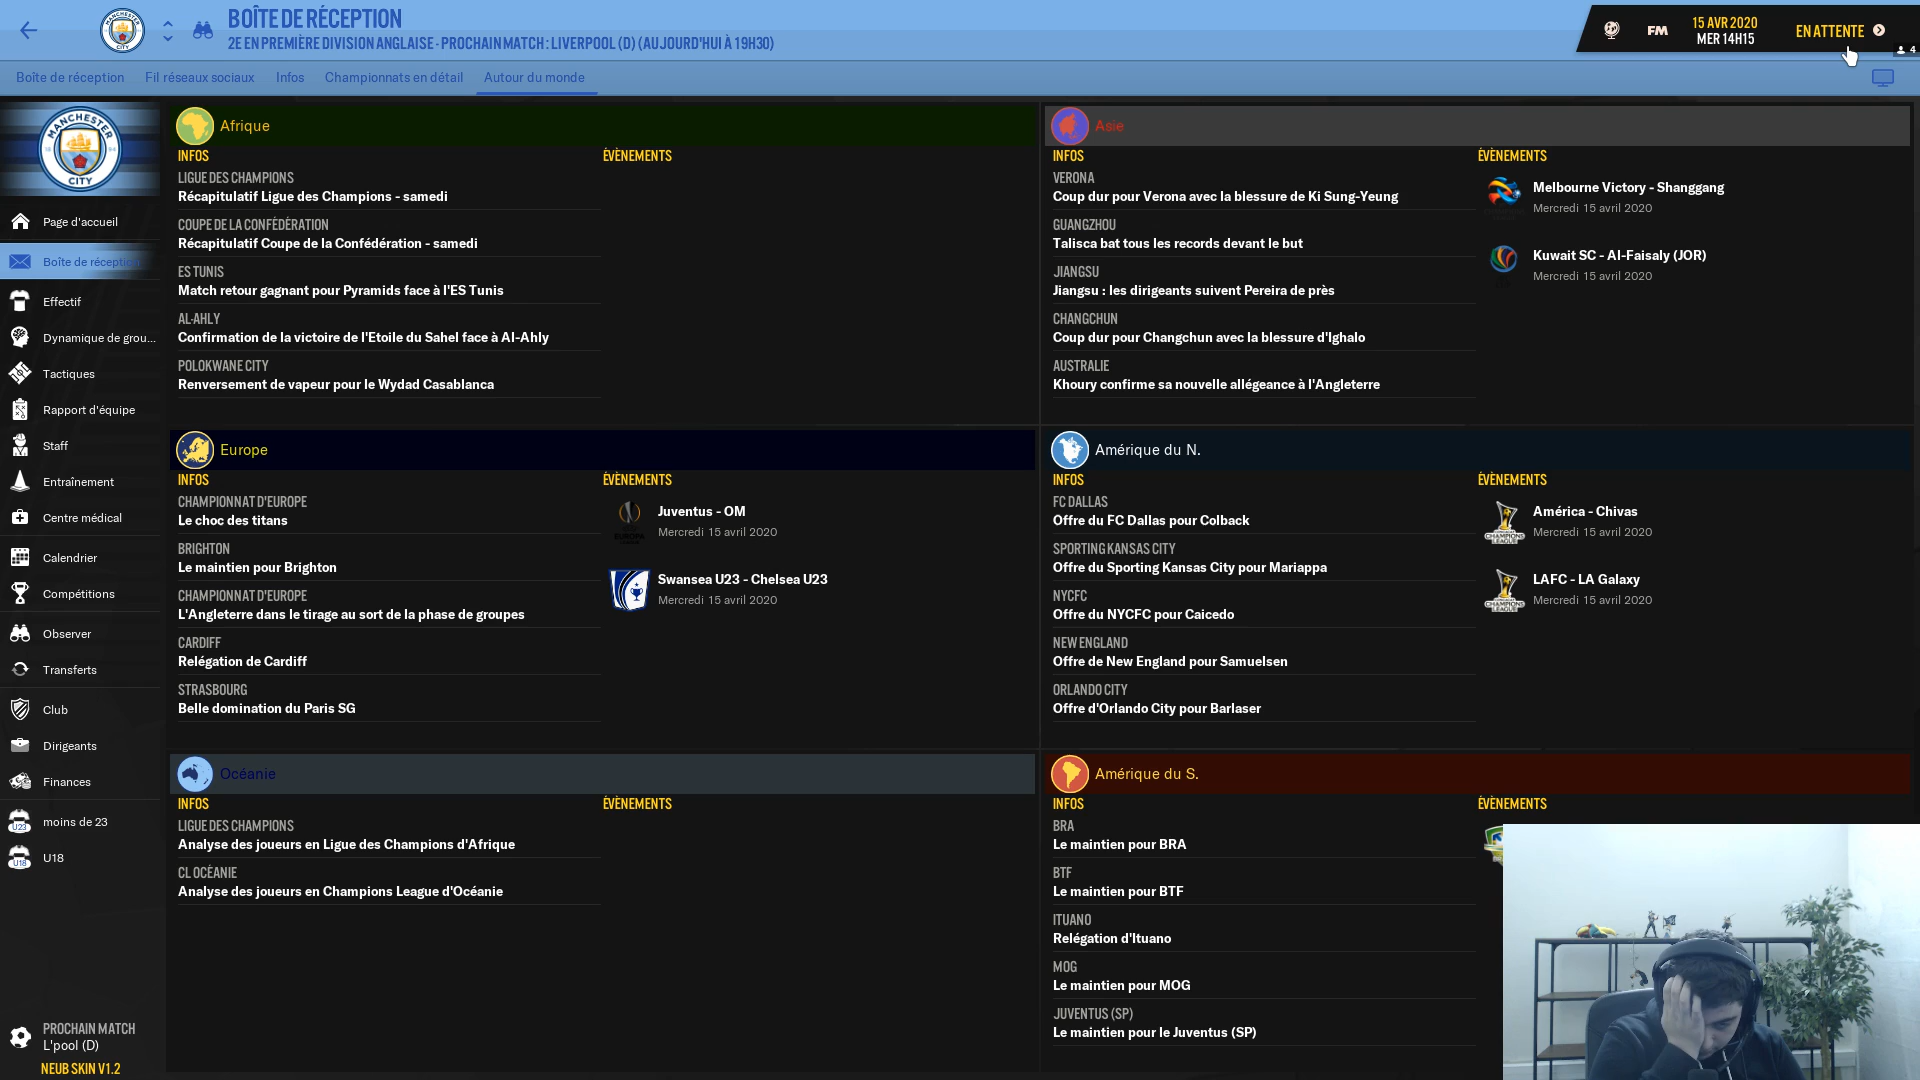 BOÎTE DE RÉCEPTION
2E EN PREMIÈRE DIVISION ANGLAISE · PROCHAIN MATCH : LIVERPOOL (D) (AUJOURD'HUI À 19H30)
FM
15 AVR 2020
MER 14H15
EN ATTENTE
4
Boîte de réception
Fil réseaux sociaux
Infos
Championnats en détail
Autour du monde
MANCHESTER CITY
Page d'accueil
Boîte de réception
Effectif
Dynamique de grou...
Tactiques
Rapport d'équipe
Staff
Entraînement
Centre médical
Calendrier
Compétitions
Observer
Transferts
Club
Dirigeants
Finances
U23
moins de 23
U18
U18
PROCHAIN MATCH
L'pool (D)
NEUB SKIN V1.2
Afrique
INFOS
LIGUE DES CHAMPIONS
Récapitulatif Ligue des Champions - samedi
COUPE DE LA CONFÉDÉRATION
Récapitulatif Coupe de la Confédération - samedi
ES TUNIS
Match retour gagnant pour Pyramids face à l'ES Tunis
AL-AHLY
Confirmation de la victoire de l'Etoile du Sahel face à Al-Ahly
POLOKWANE CITY
Renversement de vapeur pour le Wydad Casablanca
ÉVÈNEMENTS
Asie
INFOS
VERONA
Coup dur pour Verona avec la blessure de Ki Sung-Yeung
GUANGZHOU
Talisca bat tous les records devant le but
JIANGSU
Jiangsu : les dirigeants suivent Pereira de près
CHANGCHUN
Coup dur pour Changchun avec la blessure d'Ighalo
AUSTRALIE
Khoury confirme sa nouvelle allégeance à l'Angleterre
ÉVÈNEMENTS
Melbourne Victory - Shanggang
Mercredi 15 avril 2020
Kuwait SC - Al-Faisaly (JOR)
Mercredi 15 avril 2020
Europe
INFOS
CHAMPIONNAT D'EUROPE
Le choc des titans
BRIGHTON
Le maintien pour Brighton
CHAMPIONNAT D'EUROPE
L'Angleterre dans le tirage au sort de la phase de groupes
CARDIFF
Relégation de Cardiff
STRASBOURG
Belle domination du Paris SG
ÉVÈNEMENTS
Juventus - OM
Mercredi 15 avril 2020
Swansea U23 - Chelsea U23
Mercredi 15 avril 2020
Amérique du N.
INFOS
FC DALLAS
Offre du FC Dallas pour Colback
SPORTING KANSAS CITY
Offre du Sporting Kansas City pour Mariappa
NYCFC
Offre du NYCFC pour Caicedo
NEW ENGLAND
Offre de New England pour Samuelsen
ORLANDO CITY
Offre d'Orlando City pour Barlaser
ÉVÈNEMENTS
CHAMPIONS LEAGUE
América - Chivas
Mercredi 15 avril 2020
CHAMPIONS LEAGUE
LAFC - LA Galaxy
Mercredi 15 avril 2020
Océanie
INFOS
LIGUE DES CHAMPIONS
Analyse des joueurs en Ligue des Champions d'Afrique
CL OCÉANIE
Analyse des joueurs en Champions League d'Océanie
ÉVÈNEMENTS
Amérique du S.
INFOS
BRA
Le maintien pour BRA
BTF
Le maintien pour BTF
ITUANO
Relégation d'Ituano
MOG
Le maintien pour MOG
JUVENTUS (SP)
Le maintien pour le Juventus (SP)
ÉVÈNEMENTS